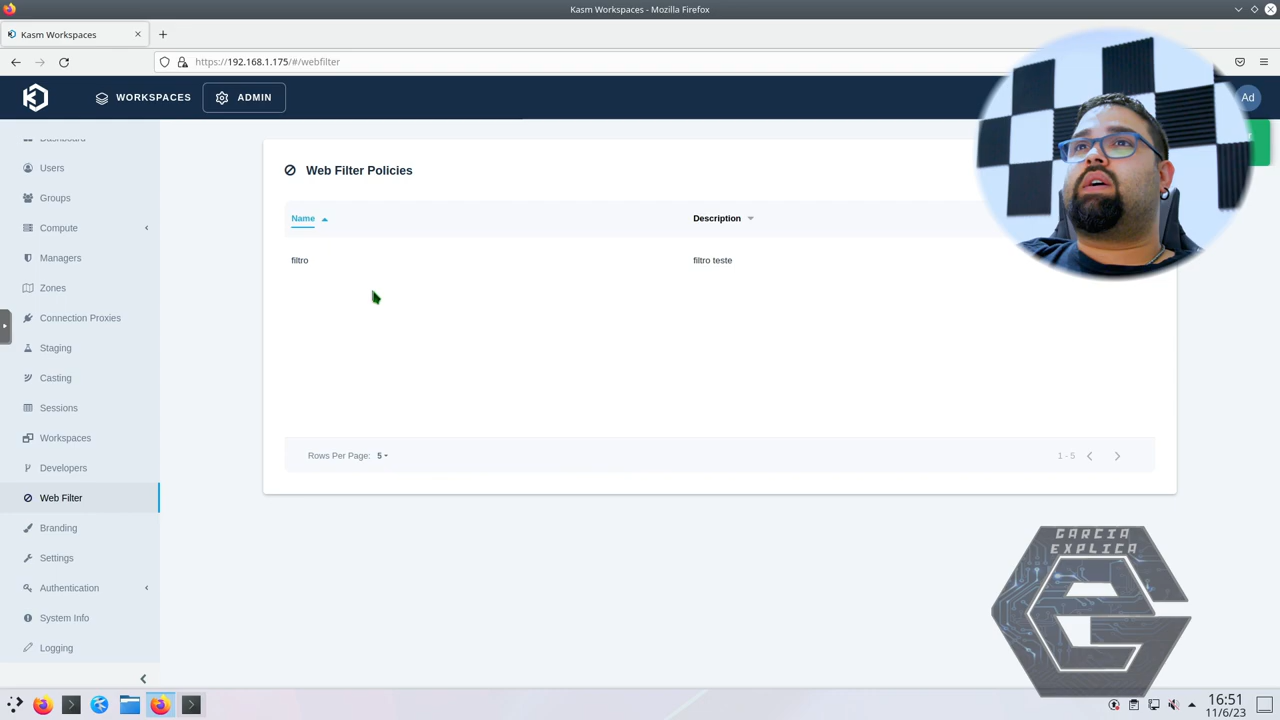 Kasm Workspaces - Mozilla Firefox
Kasm Workspaces
https://192.168.1.175/#/webfilter
WORKSPACES
ADMIN
Ad
Dashboard
Users
Groups
Compute
Managers
Zones
Connection Proxies
Staging
Casting
Sessions
Workspaces
Developers
Web Filter
Branding
Settings
Authentication
System Info
Logging
Web Filter Policies
Name
Description
filtro
filtro teste
Rows Per Page: 5
1 - 5
GARCIA
EXPLICA
16:51
11/6/23